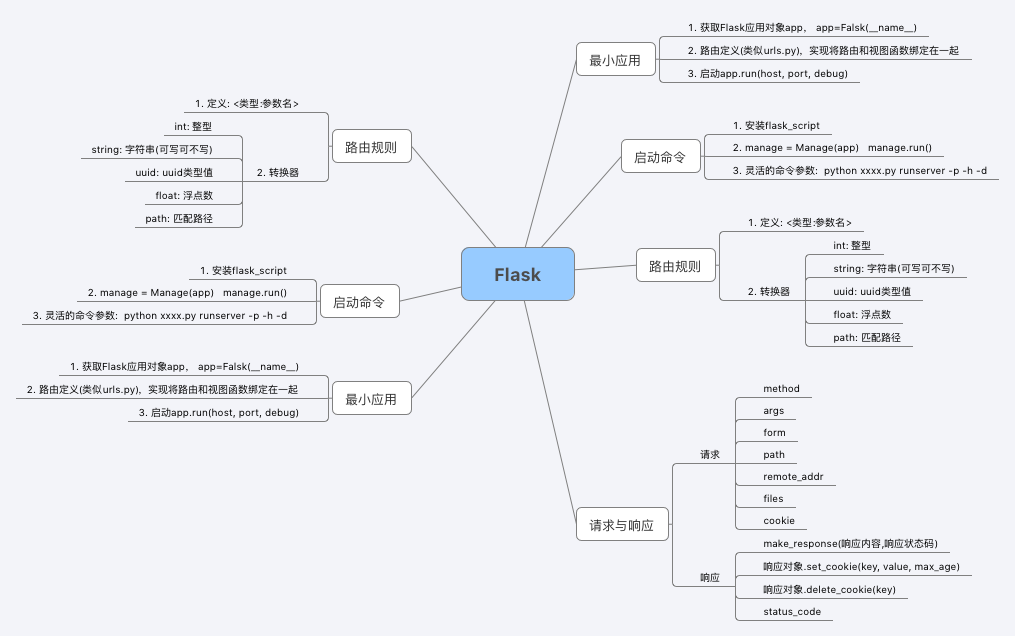 Flask
最小应用
1. 获取Flask应用对象app， app=Falsk(__name__)
2. 路由定义(类似urls.py)，实现将路由和视图函数绑定在一起
3. 启动app.run(host, port, debug)
启动命令
1. 安装flask_script
2. manage = Manage(app) manage.run()
3. 灵活的命令参数: python xxxx.py runserver -p -h -d
路由规则
1. 定义: <类型:参数名>
2. 转换器
int: 整型
string: 字符串(可写可不写)
uuid: uuid类型值
float: 浮点数
path: 匹配路径
请求与响应
请求
method
args
form
path
remote_addr
files
cookie
响应
make_response(响应内容,响应状态码)
响应对象.set_cookie(key, value, max_age)
响应对象.delete_cookie(key)
status_code
路由规则
1. 定义: <类型:参数名>
2. 转换器
int: 整型
string: 字符串(可写可不写)
uuid: uuid类型值
float: 浮点数
path: 匹配路径
启动命令
1. 安装flask_script
2. manage = Manage(app) manage.run()
3. 灵活的命令参数: python xxxx.py runserver -p -h -d
最小应用
1. 获取Flask应用对象app， app=Falsk(__name__)
2. 路由定义(类似urls.py)，实现将路由和视图函数绑定在一起
3. 启动app.run(host, port, debug)